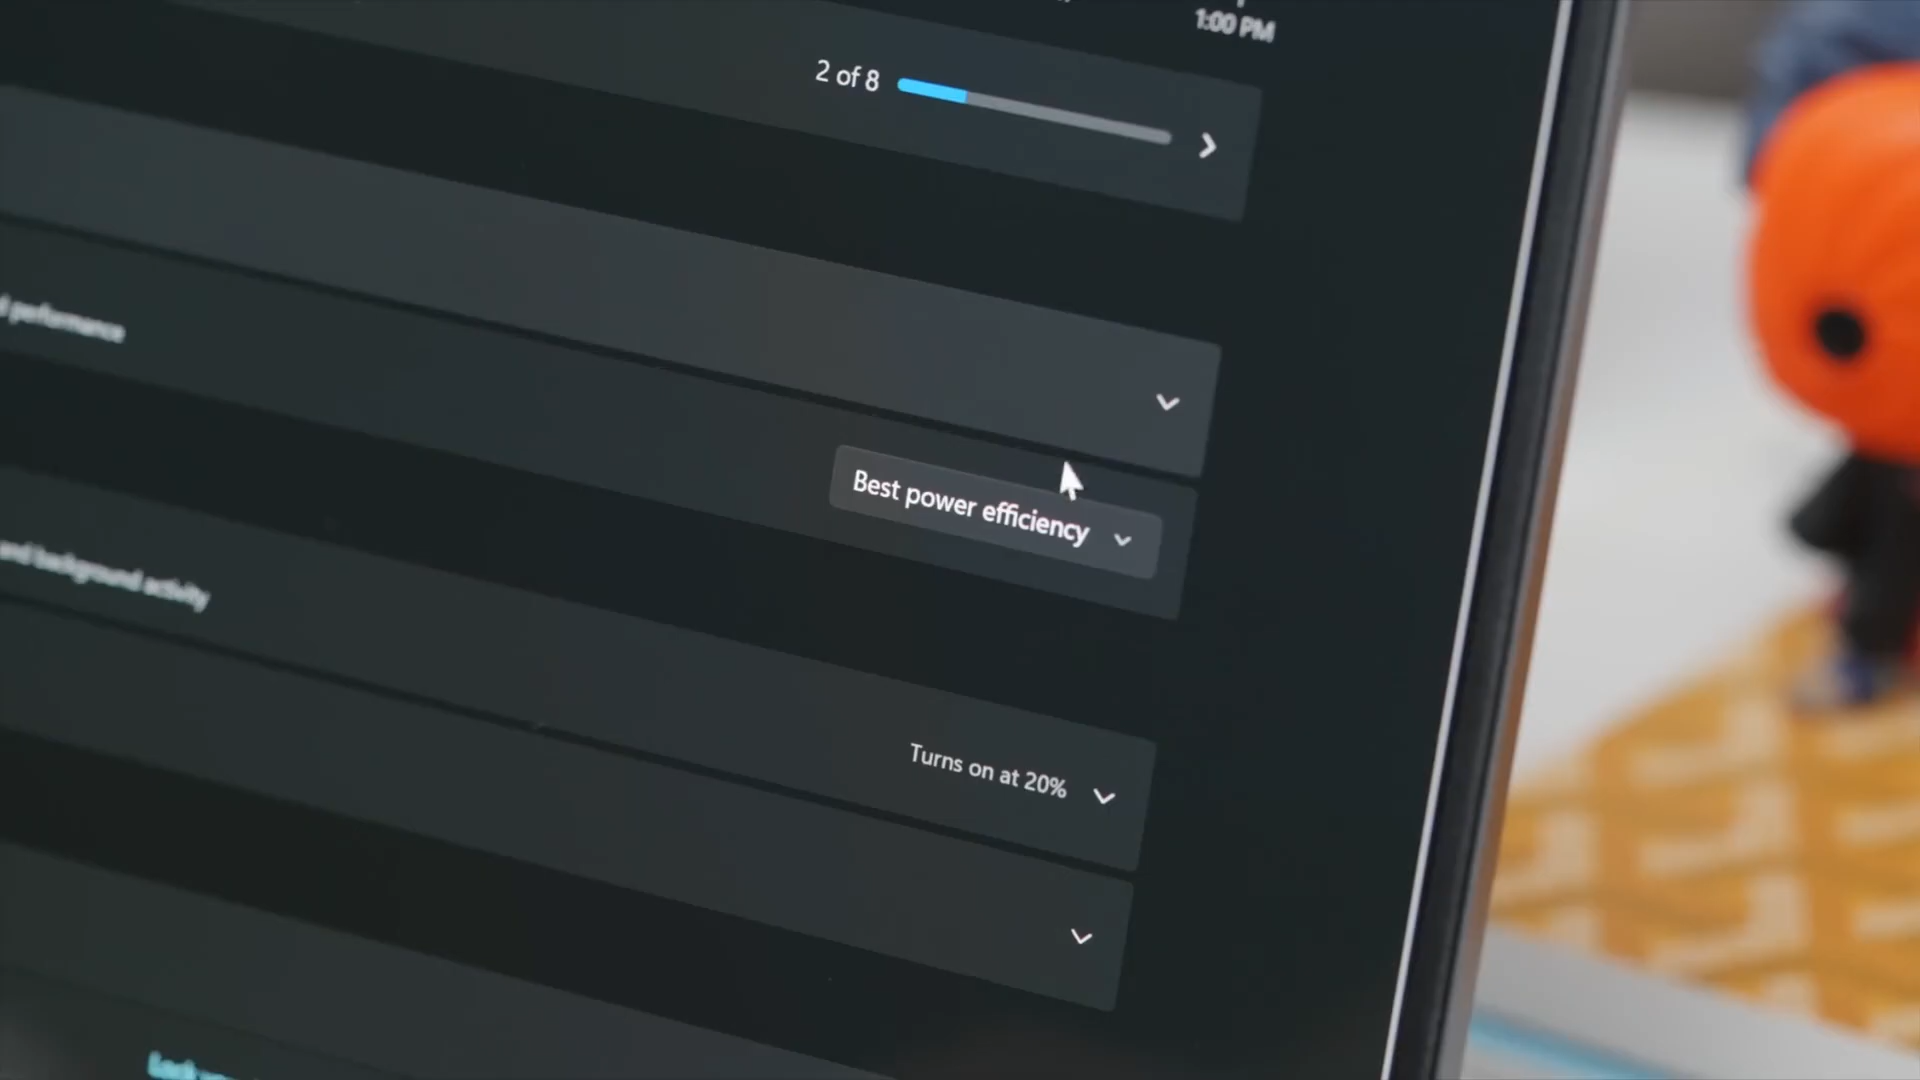 1:00 PM
2 of 8
performance
Best power efficiency
and background activity
Turns on at 20%